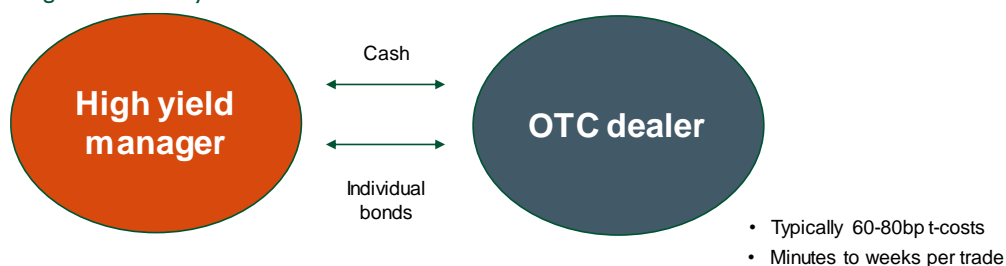 Cash
High yield
manager
OTC dealer
Individual
bonds
• Typically 60-80bp t-costs
• Minutes to weeks per trade